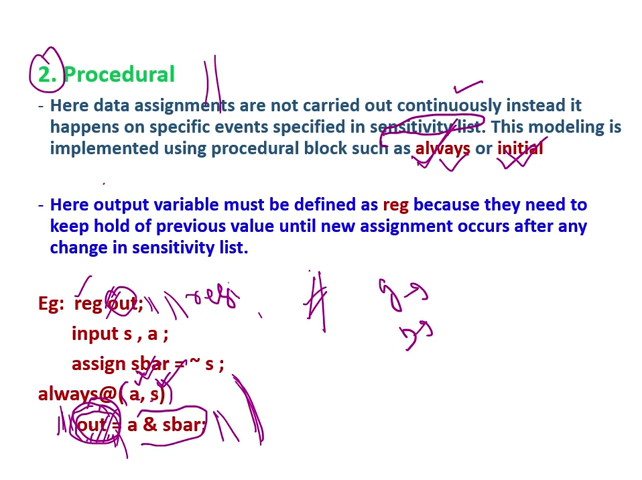 2. Procedural
- Here data assignments are not carried out continuously instead it
happens on specific events specified in sensitivity list. This modeling is
implemented using procedural block such as always or initial
- Here output variable must be defined as reg because they need to
keep hold of previous value until new assignment occurs after any
change in sensitivity list.
Eg: reg out;
input s , a ;
assign sbar = ~ s ;
always@( a, s)
out = a & sbar;